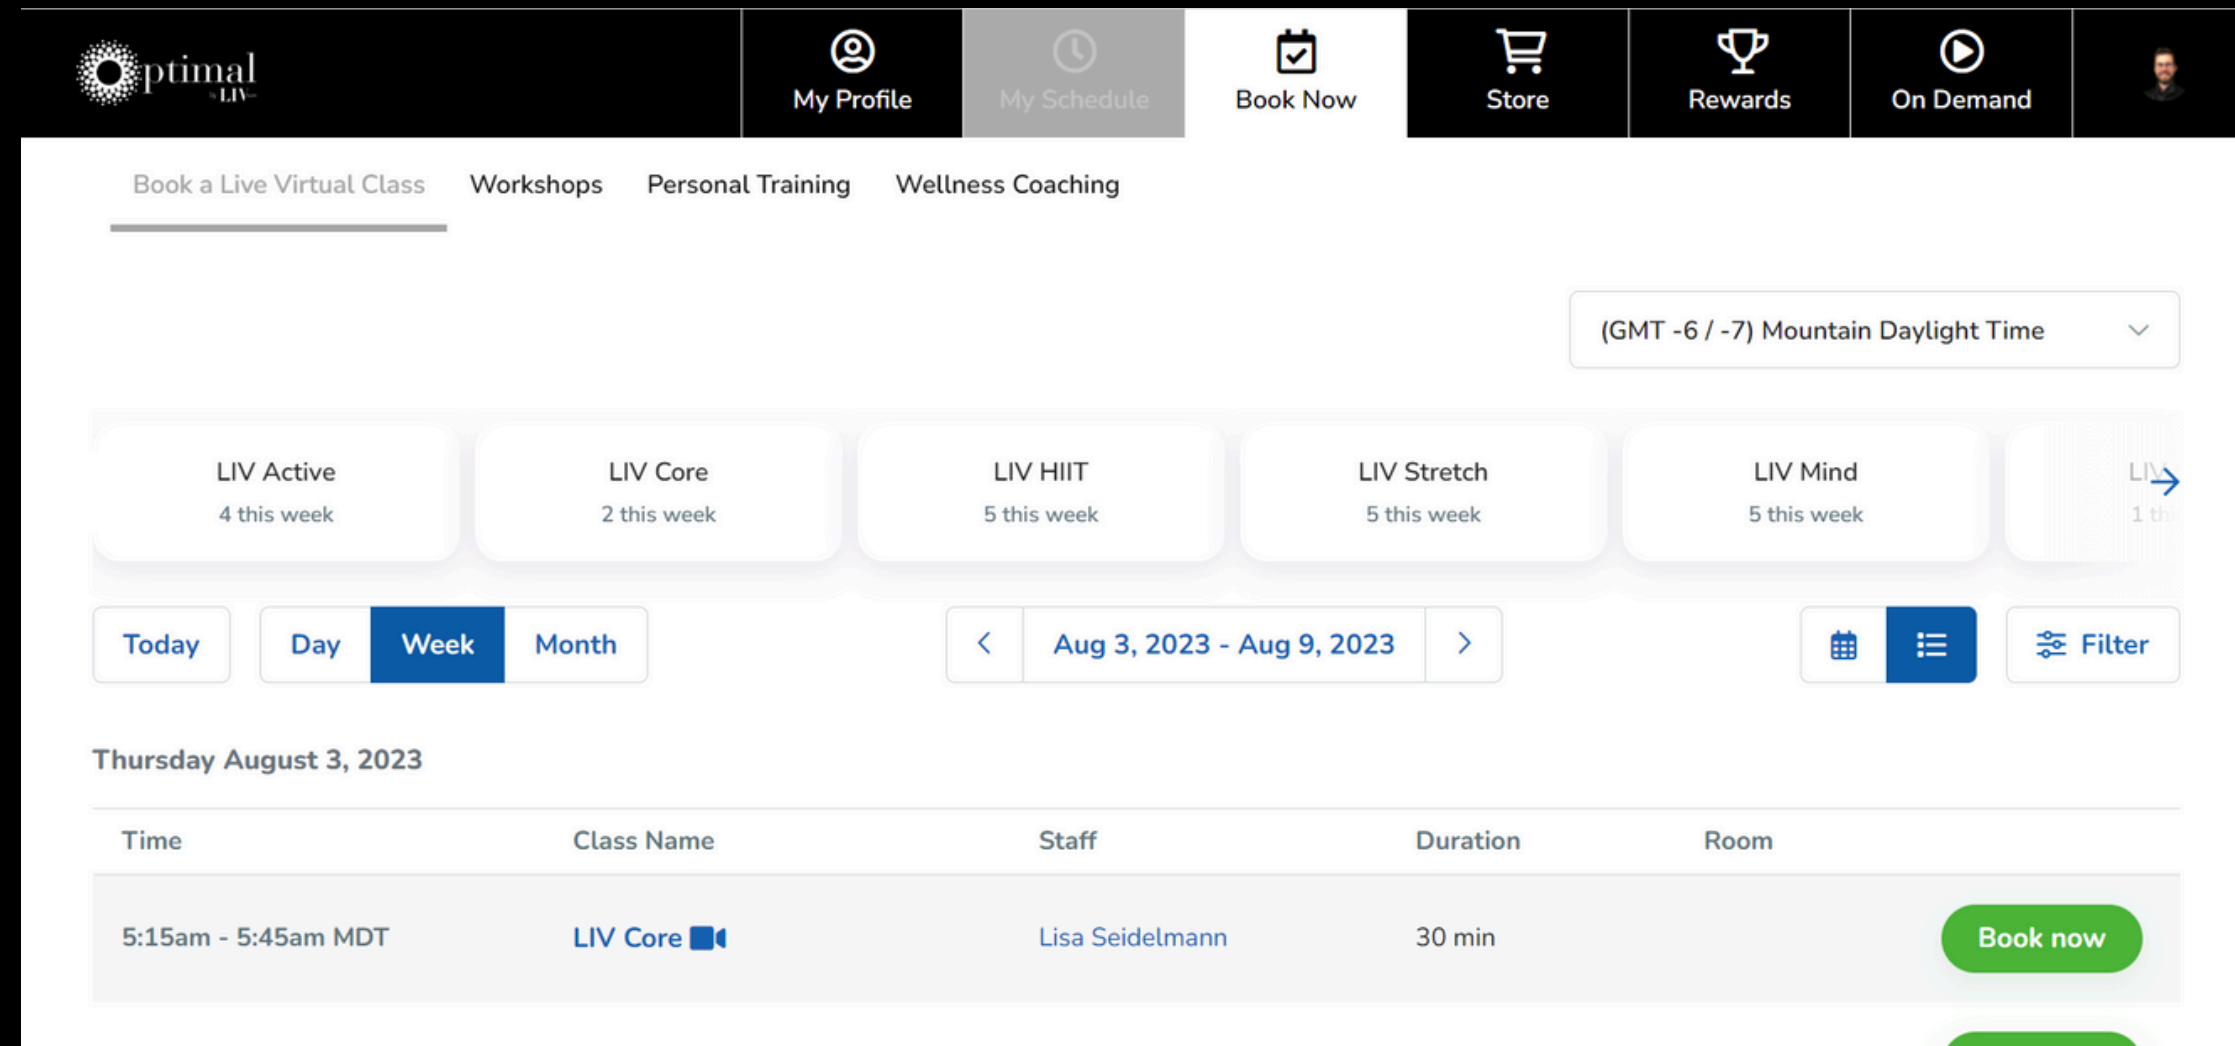 Optimal
by LIV
My Profile
My Schedule
Book Now
Store
Rewards
On Demand
Book a Live Virtual Class
Workshops
Personal Training
Wellness Coaching
(GMT -6 / -7) Mountain Daylight Time
LIV Active
4 this week
LIV Core
2 this week
LIV HIIT
5 this week
LIV Stretch
5 this week
LIV Mind
5 this week
LIV
1
Today
Day
Week
Month
Aug 3, 2023 - Aug 9, 2023
Filter
Thursday August 3, 2023
Time
Class Name
Staff
Duration
Room
5:15am - 5:45am MDT
LIV Core
Lisa Seidelmann
30 min
Book now